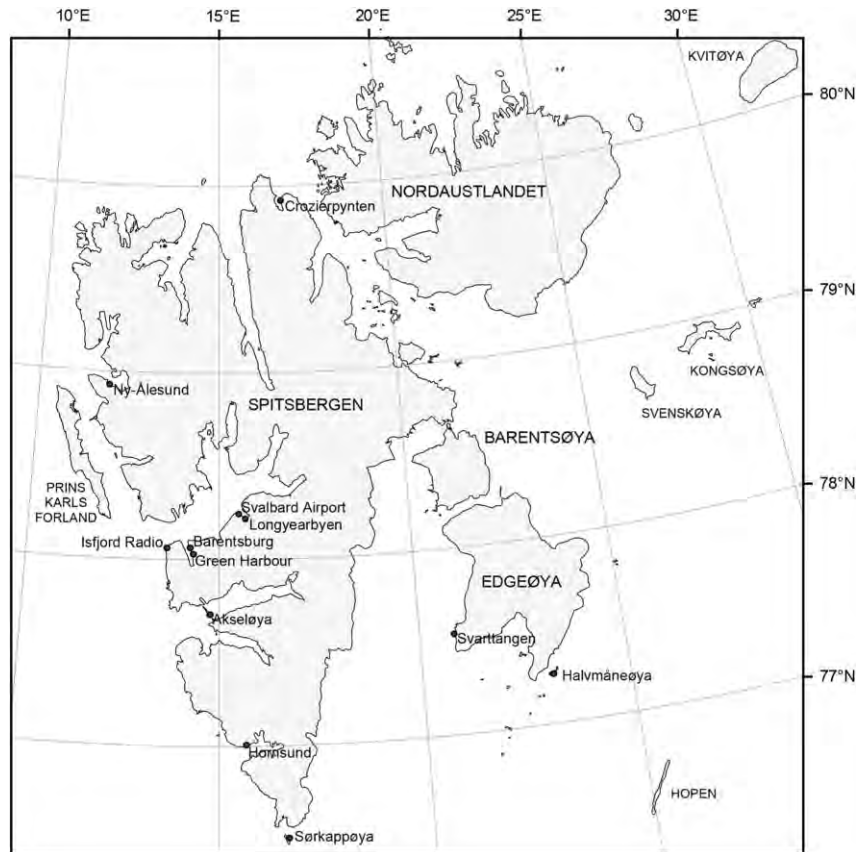 10°E
15°E
20°E
25°E
30°E
KVITØYA
80°N
NORDAUSTLANDET
Crozierpynten
79°N
KONGSØYA
Ny-Ålesund
SPITSBERGEN
SVENSKØYA
BARENTSØYA
PRINS
KARLS
FORLAND
78°N
Svalbard Airport
Longyearbyen
Isfjord Radio
Barentsburg
Green Harbour
EDGEØYA
Akseløya
Svarttangen
Halvmåneøya
77°N
Hornsund
HOPEN
Sørkappøya